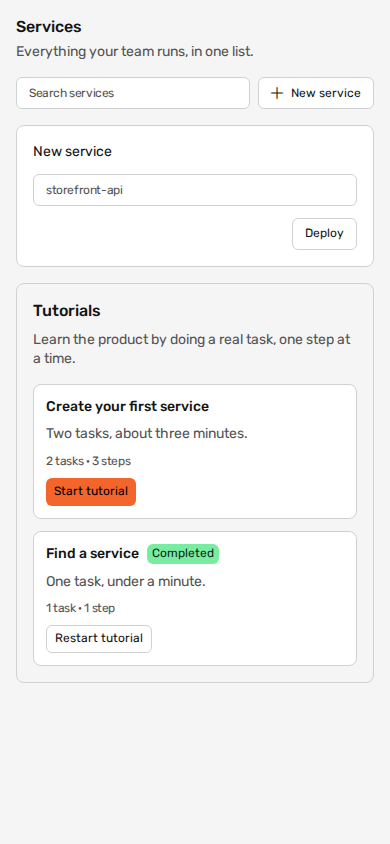 Services
Everything your team runs, in one list.
Search services
New service
New service
storefront-api
Deploy
Tutorials
Learn the product by doing a real task, one step at
a time.
Create your first service
Two tasks, about three minutes.
2 tasks • 3 steps
Start tutorial
Find a service Completed
One task, under a minute.
1 task • 1 step
Restart tutorial